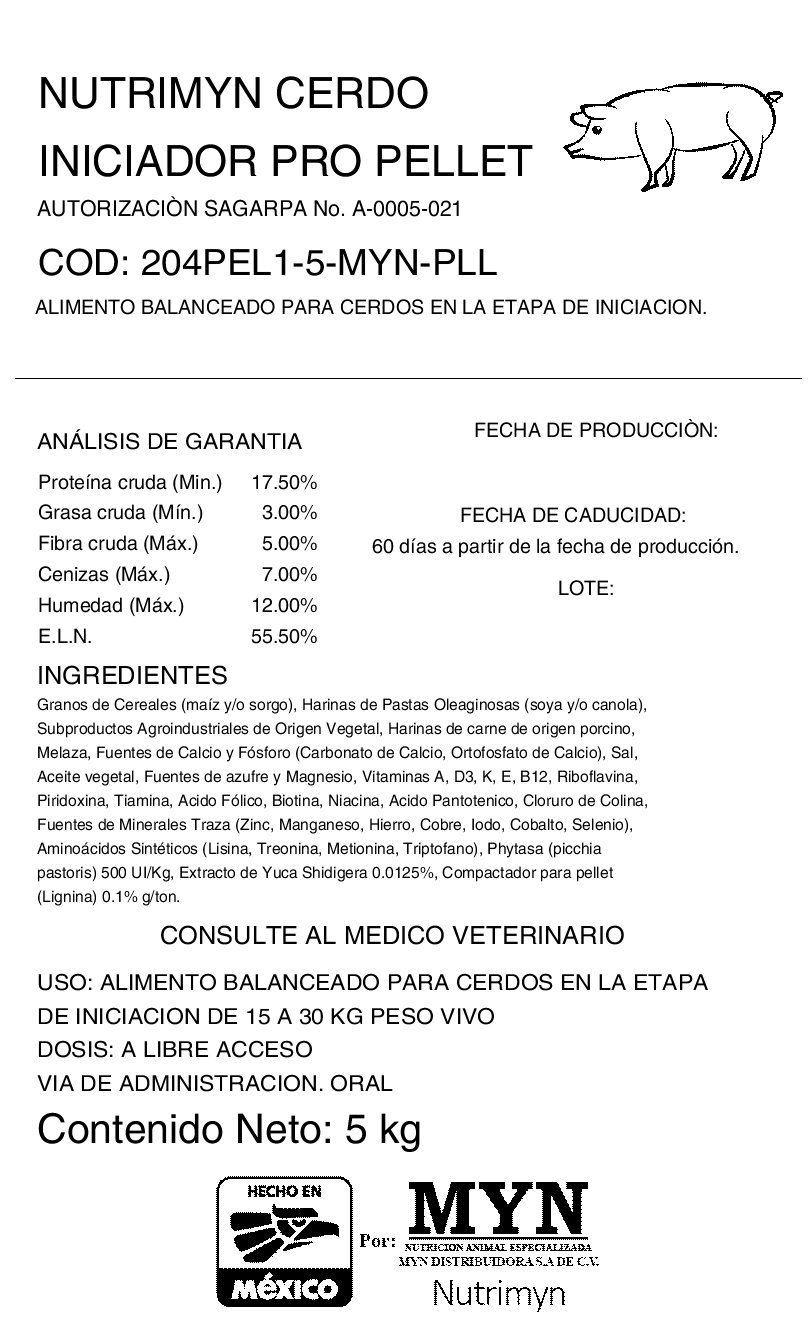 NUTRIMYN CERDO
INICIADOR PRO PELLET
AUTORIZACIÒN SAGARPA No. A-0005-021
COD: 204PEL1-5-MYN-PLL
ALIMENTO BALANCEADO PARA CERDOS EN LA ETAPA DE INICIACION.
ANÁLISIS DE GARANTIA
Proteína cruda (Min.) 17.50%
Grasa cruda (Mín.) 3.00%
Fibra cruda (Máx.) 5.00%
Cenizas (Máx.) 7.00%
Humedad (Máx.) 12.00%
E.L.N. 55.50%
FECHA DE PRODUCCIÒN:
FECHA DE CADUCIDAD:
60 días a partir de la fecha de producción.
LOTE:
INGREDIENTES
Granos de Cereales (maíz y/o sorgo), Harinas de Pastas Oleaginosas (soya y/o canola),
Subproductos Agroindustriales de Origen Vegetal, Harinas de carne de origen porcino,
Melaza, Fuentes de Calcio y Fósforo (Carbonato de Calcio, Ortofosfato de Calcio), Sal,
Aceite vegetal, Fuentes de azufre y Magnesio, Vitaminas A, D3, K, E, B12, Riboflavina,
Piridoxina, Tiamina, Acido Fólico, Biotina, Niacina, Acido Pantotenico, Cloruro de Colina,
Fuentes de Minerales Traza (Zinc, Manganeso, Hierro, Cobre, Iodo, Cobalto, Selenio),
Aminoácidos Sintéticos (Lisina, Treonina, Metionina, Triptofano), Phytasa (picchia
pastoris) 500 UI/Kg, Extracto de Yuca Shidigera 0.0125%, Compactador para pellet
(Lignina) 0.1% g/ton.
CONSULTE AL MEDICO VETERINARIO
USO: ALIMENTO BALANCEADO PARA CERDOS EN LA ETAPA
DE INICIACION DE 15 A 30 KG PESO VIVO
DOSIS: A LIBRE ACCESO
VIA DE ADMINISTRACION. ORAL
Contenido Neto: 5 kg
HECHO EN
MéXICO
Por:
MYN
NUTRICION ANIMAL ESPECIALIZADA
MYN DISTRIBUIDORA S.A DE C.V.
Nutrimyn